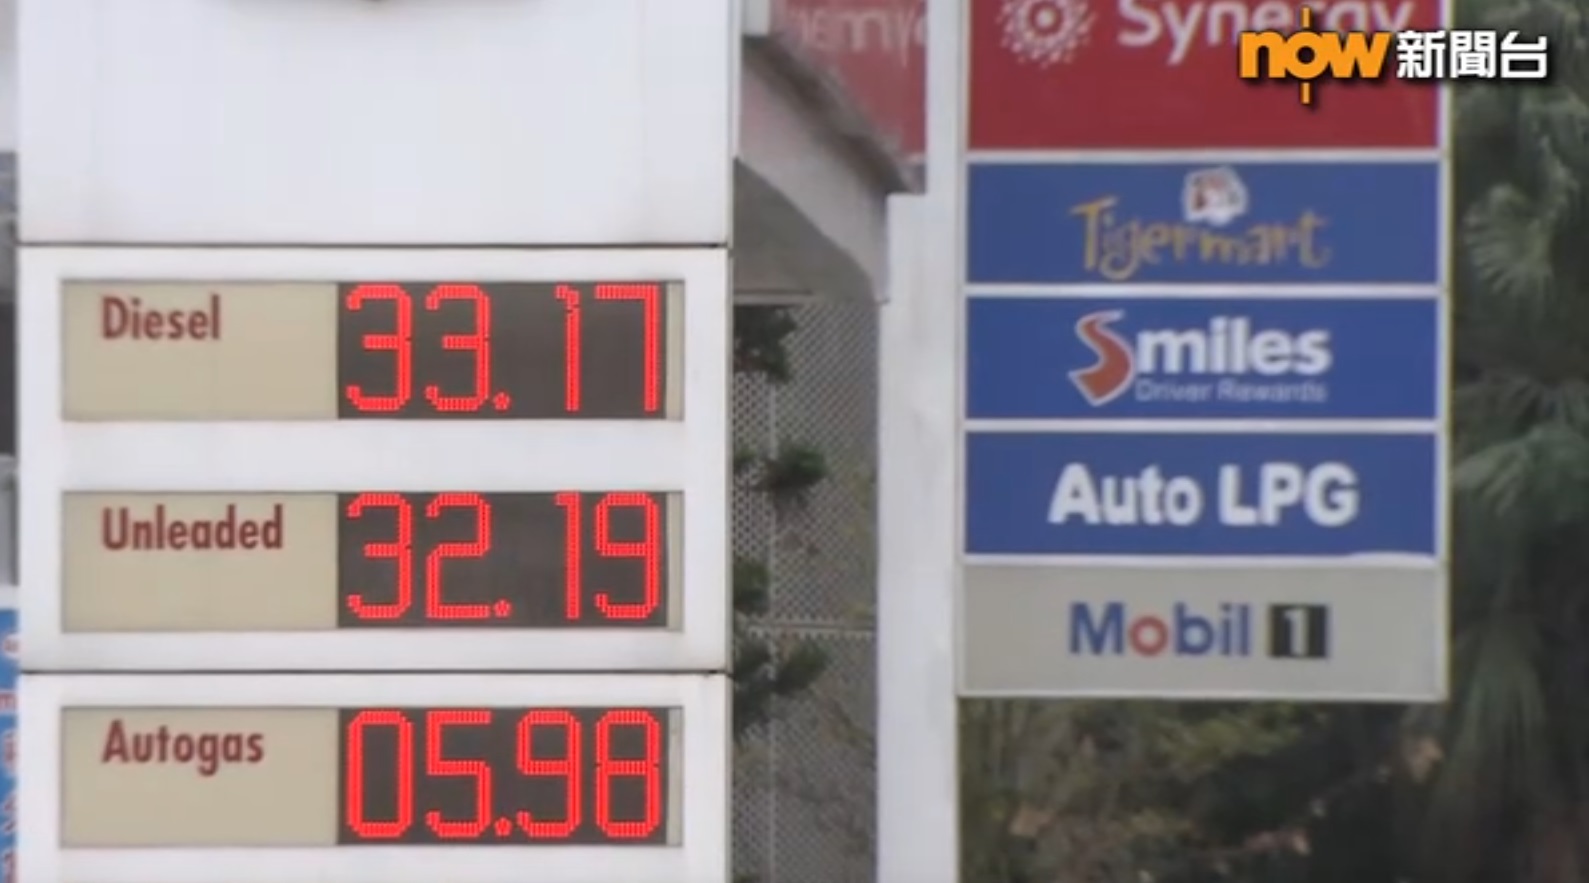 Diesel 33.17
Unleaded 32.19
Autogas 05.98
Synergy
now新聞台
Tigermart
Smiles
Driver Rewards
Auto LPG
Mobil 1